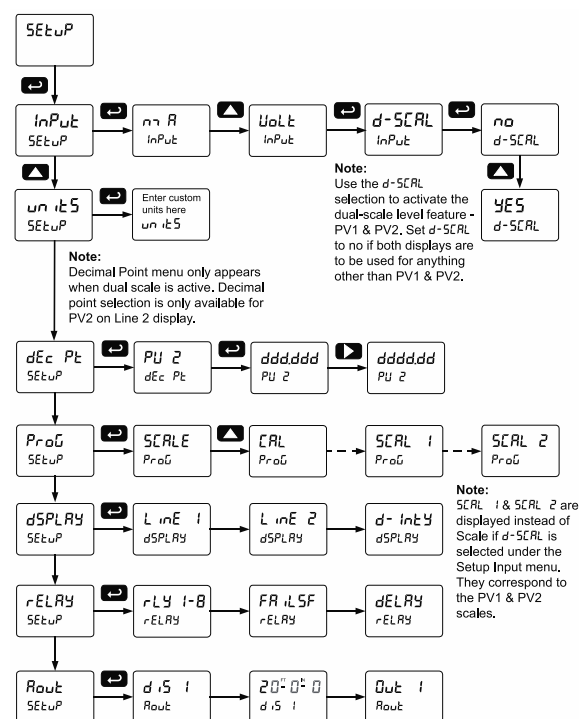 SEtuP
InPut
SEtuP
mA
InPut
VoLt
InPut
d-SCAL
InPut
no
d-SCAL
Note:
Use the d-SCAL
selection to activate the
dual-scale level feature -
PV1 & PV2. Set d-SCAL
to no if both displays are
to be used for anything
other than PV1 & PV2.
YES
d-SCAL
unitS
SEtuP
Enter custom
units here
unitS
Note:
Decimal Point menu only appears
when dual scale is active. Decimal
point selection is only available for
PV2 on Line 2 display.
dEc Pt
SEtuP
PV 2
dEc Pt
ddd.ddd
PV 2
dddd.dd
PV 2
ProG
SEtuP
SCALE
ProG
CAL
ProG
SCAL 1
ProG
SCAL 2
ProG
Note:
SCAL 1 & SCAL 2 are
displayed instead of
Scale if d-SCAL is
selected under the
Setup Input menu.
They correspond to
the PV1 & PV2
scales.
dSPLAY
SEtuP
LinE 1
dSPLAY
LinE 2
dSPLAY
d-IntY
dSPLAY
rELAY
SEtuP
rLY 1-8
rELAY
FAiLSF
rELAY
dELAY
rELAY
Aout
SEtuP
diS 1
Aout
20FT 0IN 0
diS 1
Out 1
Aout